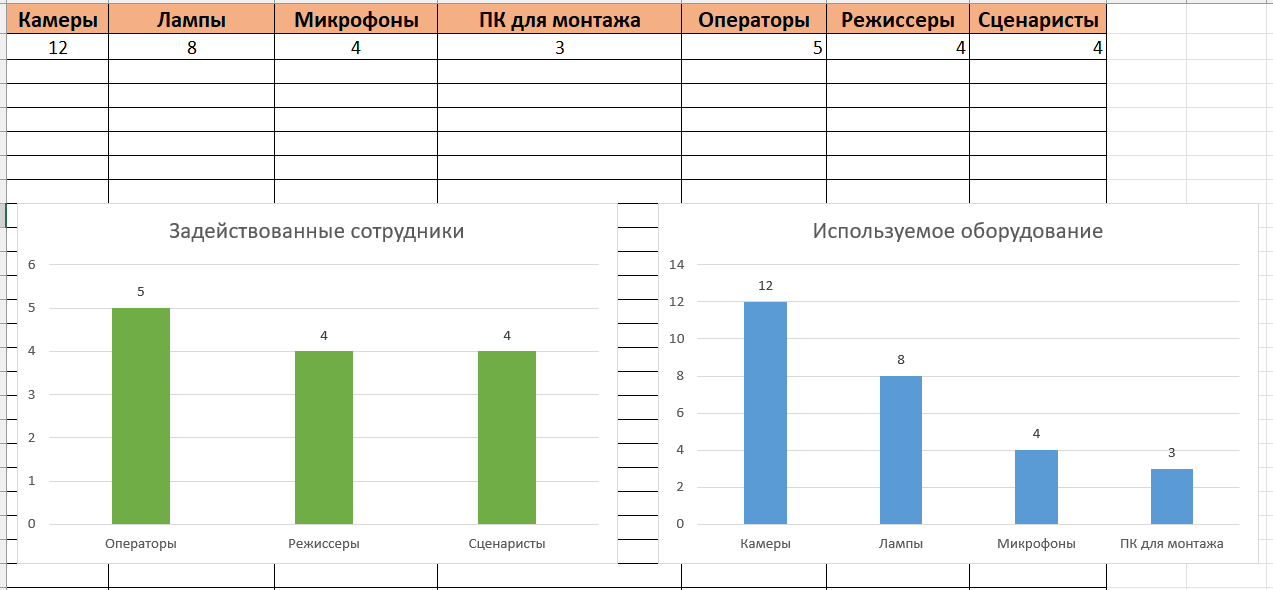 Камеры Лампы Микрофоны ПК для монтажа Операторы Режиссеры Сценаристы
12 8 4 3 5 4 4
Задействованные сотрудники
6
5
4
3
2
1
0
5 4 4
Операторы Режиссеры Сценаристы
Используемое оборудование
14
12
10
8
6
4
2
0
12 8 4 3
Камеры Лампы Микрофоны ПК для монтажа